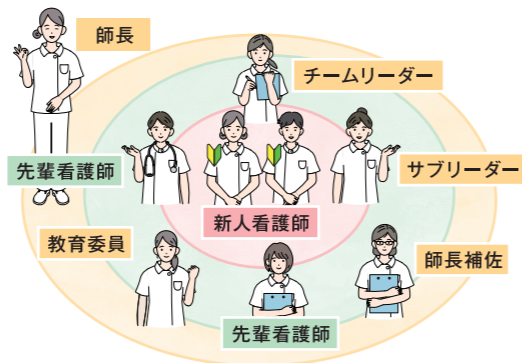 師長
チームリーダー
先輩看護師
サブリーダー
新人看護師
教育委員
師長補佐
先輩看護師